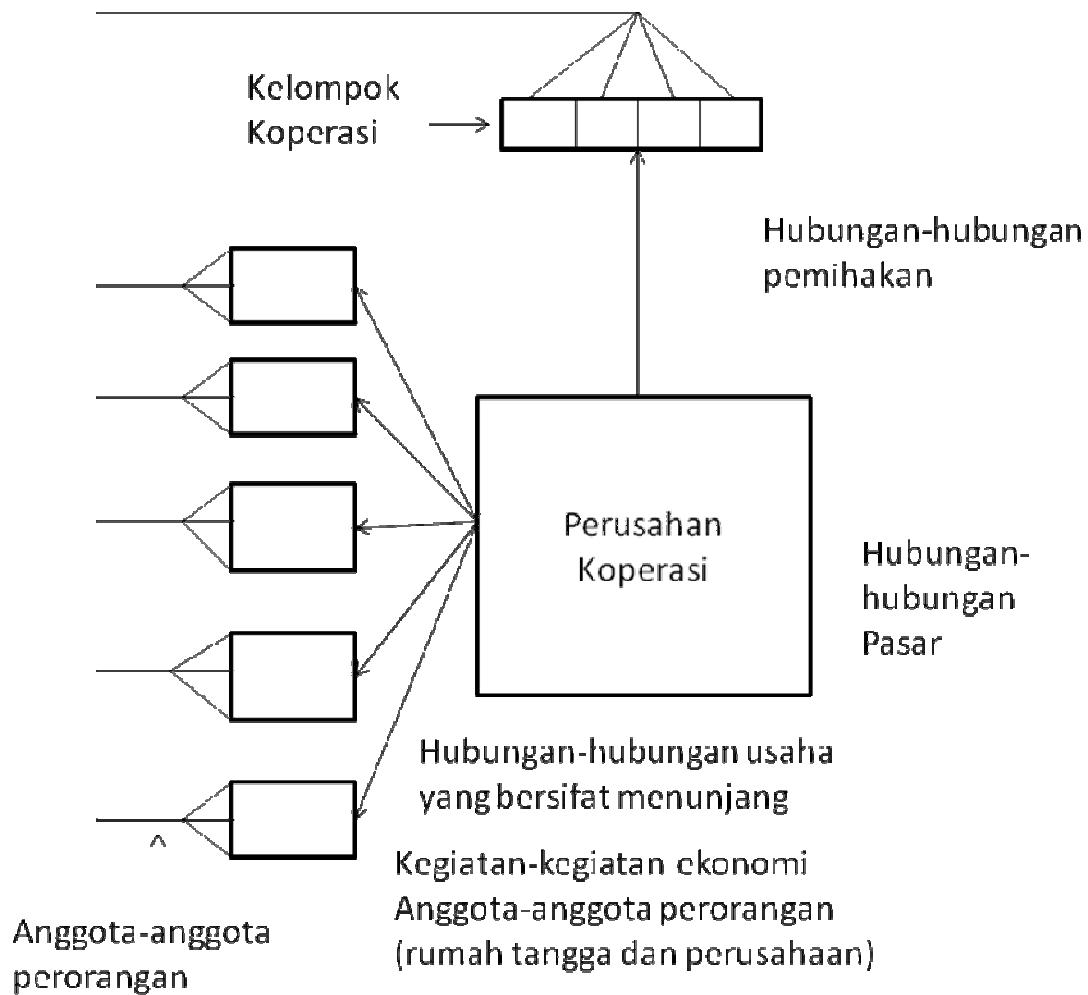 Kelompok
Koperasi
Hubungan-hubungan
pemihakan
Perusahan
Koperasi
Hubungan-
hubungan
Pasar
Hubungan-hubungan usaha
yang bersifat menunjang
Kegiatan-kegiatan ekonomi
Anggota-anggota perorangan
(rumah tangga dan perusahaan)
Anggota-anggota
perorangan